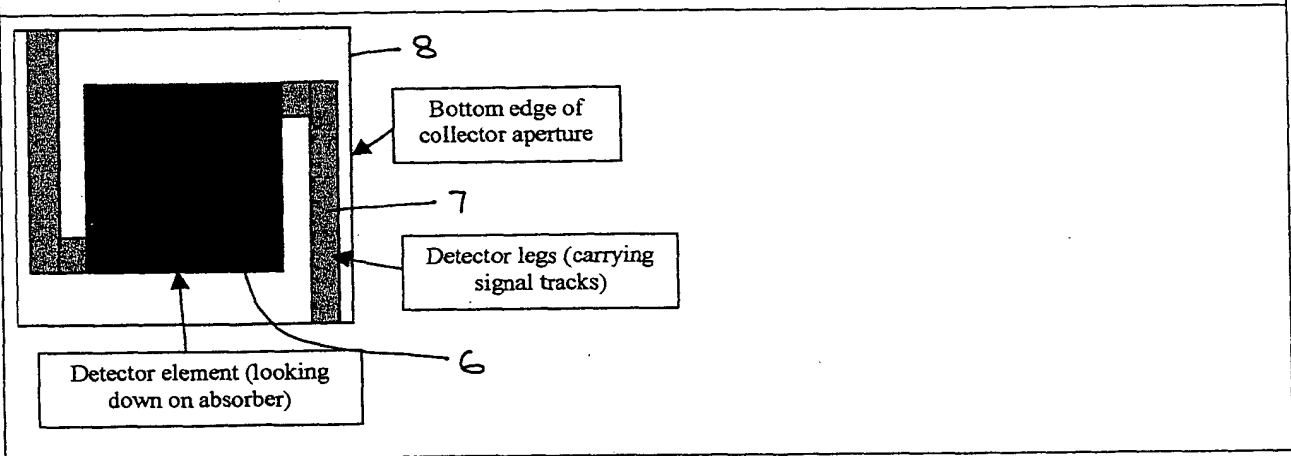 8
Bottom edge of
collector aperture
7
Detector legs (carrying
signal tracks)
6
Detector element (looking
down on absorber)